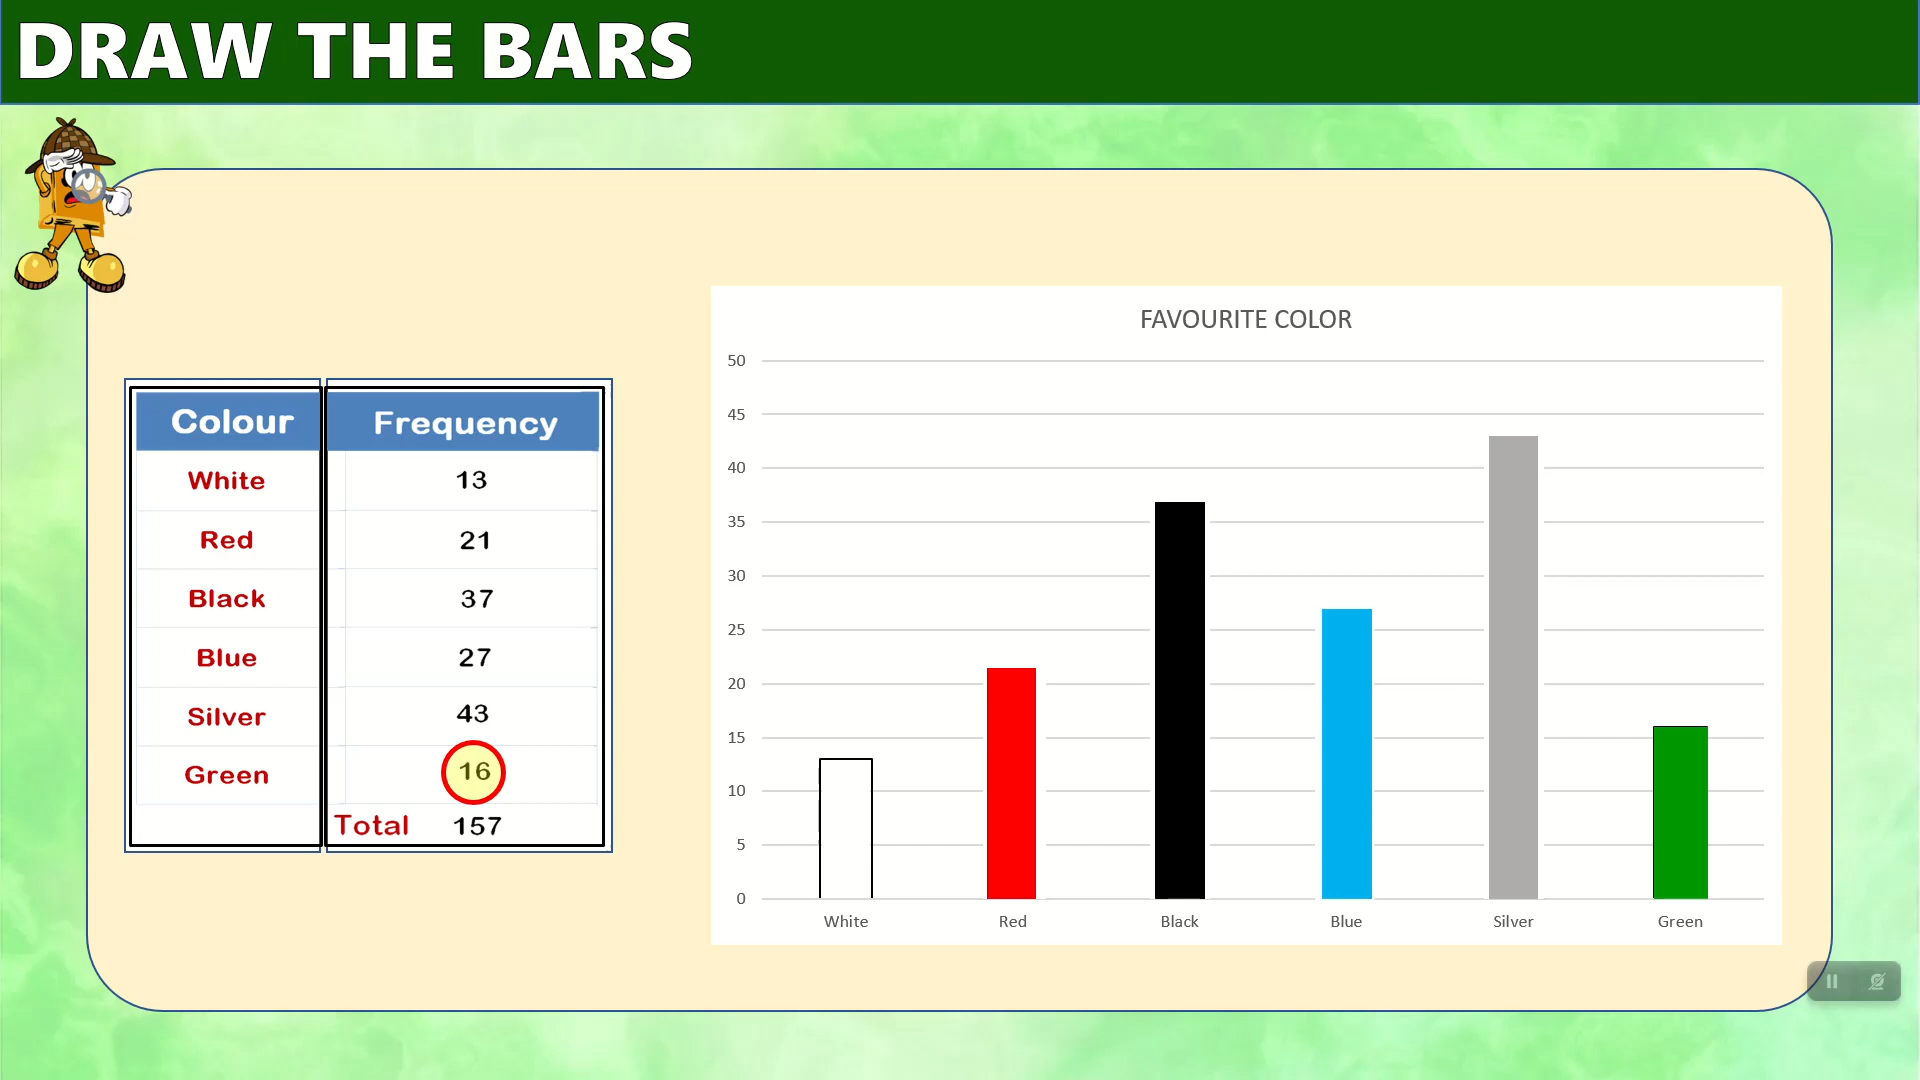 DRAW THE BARS
Colour Frequency
White 13
Red 21
Black 37
Blue 27
Silver 43
Green 16
Total 157
FAVOURITE COLOR
50
45
40
35
30
25
20
15
10
5
0
White Red Black Blue Silver Green